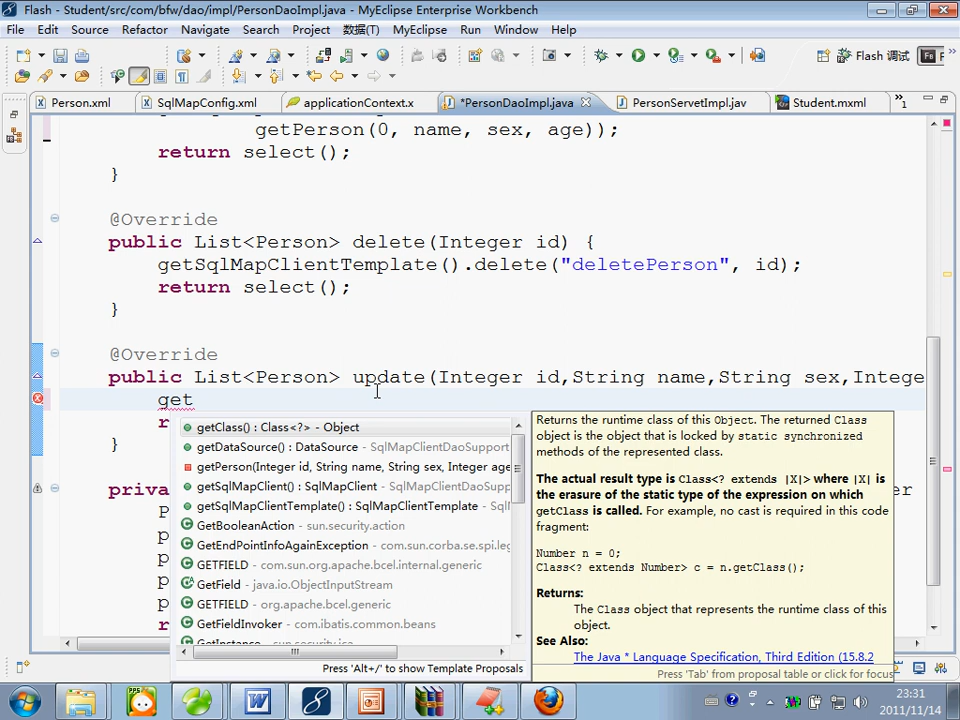 Flash - Student/src/com/bfw/dao/impl/PersonDaoImpl.java - MyEclipse Enterprise Workbench
File Edit Source Refactor Navigate Search Project 数据(T) MyEclipse Run Window Help
Flash 调试
Person.xml SqlMapConfig.xml applicationContext.x *PersonDaoImpl.java PersonServetImpl.jav Student.mxml »1
getPerson(0, name, sex, age));
return select();
}
@Override
public List<Person> delete(Integer id) {
getSqlMapClientTemplate().delete("deletePerson", id);
return select();
}
@Override
public List<Person> update(Integer id,String name,String sex,Intege
get
r
}
priva
P
p
p
p
p
r
getClass() : Class<?> - Object
getDataSource() : DataSource - SqlMapClientDaoSupport
getPerson(Integer id, String name, String sex, Integer age
getSqlMapClient() : SqlMapClient - SqlMapClientDaoSupp
getSqlMapClientTemplate() : SqlMapClientTemplate - Sql
GetBooleanAction - sun.security.action
GetEndPointInfoAgainException - com.sun.corba.se.spi.leg
GETFIELD - com.sun.org.apache.bcel.internal.generic
GetField - java.io.ObjectInputStream
GETFIELD - org.apache.bcel.generic
GetFieldInvoker - com.ibatis.common.beans
GetInstance - sun.security.jca
Press 'Alt+/' to show Template Proposals
Returns the runtime class of this Object. The returned Class
object is the object that is locked by static synchronized
methods of the represented class.
The actual result type is Class<? extends |X|> where |X| is
the erasure of the static type of the expression on which
getClass is called. For example, no cast is required in this code
fragment:
Number n = 0;
Class<? extends Number> c = n.getClass();
Returns:
The Class object that represents the runtime class of this
object.
See Also:
The Java * Language Specification, Third Edition (15.8.2
Press 'Tab' from proposal table or click for focus
23:31
2011/11/14